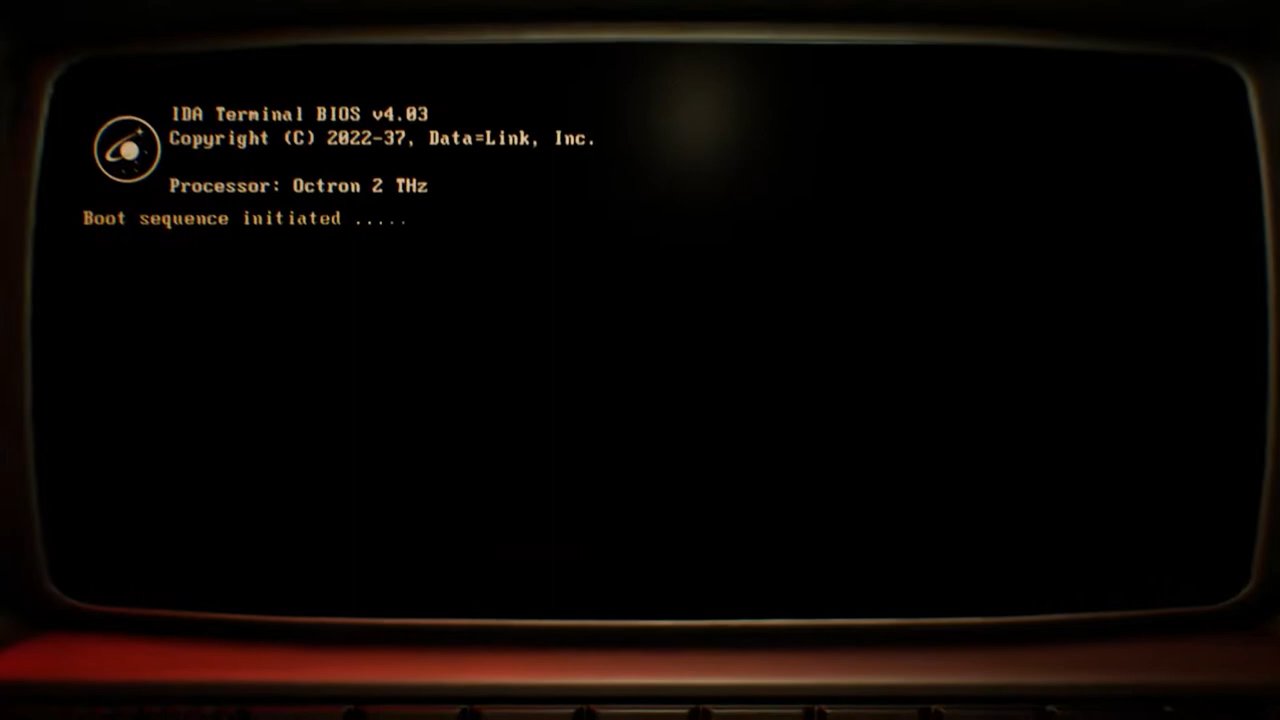 IDA Terminal BIOS v4.03
Copyright (C) 2022-37, Data=Link, Inc.
Processor: Octron 2 THz
Boot sequence initiated .....